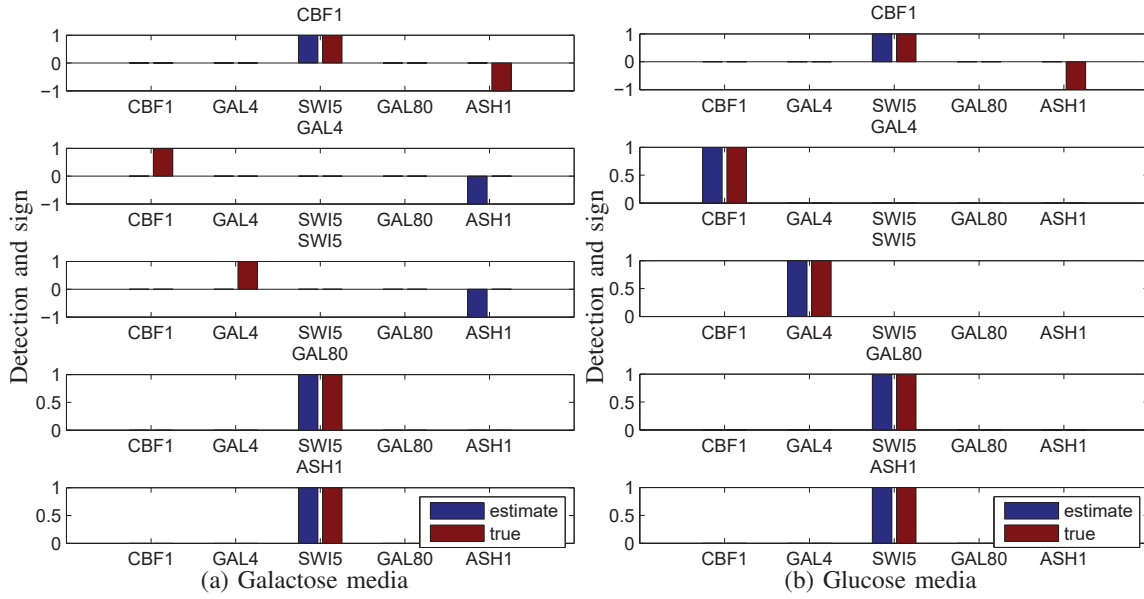 Detection and sign
CBF1
1
0
−1
CBF1 GAL4 SWI5 GAL80 ASH1
GAL4
1
0
−1
CBF1 GAL4 SWI5 GAL80 ASH1
SWI5
1
0
−1
CBF1 GAL4 SWI5 GAL80 ASH1
GAL80
1
0.5
0
CBF1 GAL4 SWI5 GAL80 ASH1
ASH1
1
0.5
0
CBF1 GAL4 SWI5 GAL80 ASH1
estimate
true
(a) Galactose media
Detection and sign
CBF1
1
0
−1
CBF1 GAL4 SWI5 GAL80 ASH1
GAL4
1
0.5
0
CBF1 GAL4 SWI5 GAL80 ASH1
SWI5
1
0.5
0
CBF1 GAL4 SWI5 GAL80 ASH1
GAL80
1
0.5
0
CBF1 GAL4 SWI5 GAL80 ASH1
ASH1
1
0.5
0
CBF1 GAL4 SWI5 GAL80 ASH1
estimate
true
(b) Glucose media